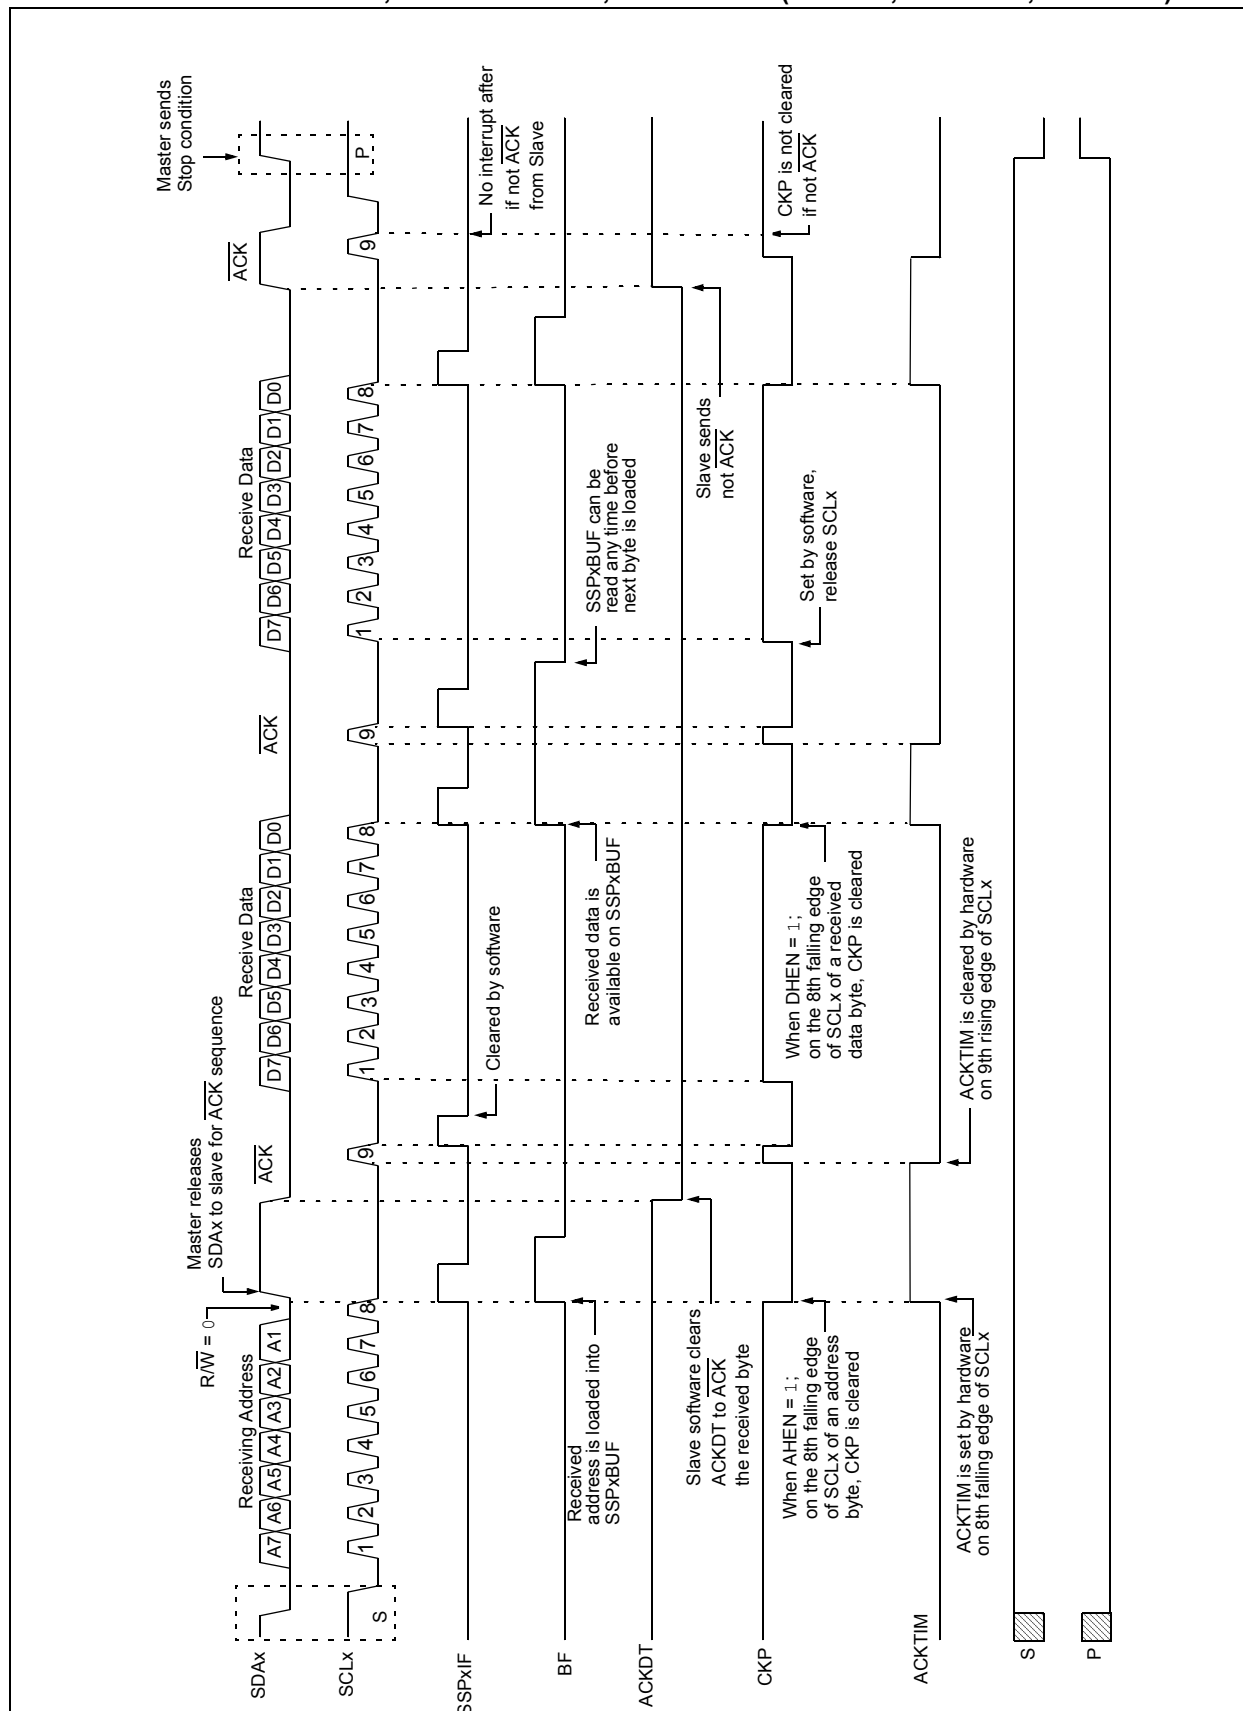 Master sends
Stop condition
Master releases
SDAx to slave for ACK sequence
R/W = 0
Receiving Address
Receive Data
Receive Data
ACK
ACK
ACK
SDAx
A7 A6 A5 A4 A3 A2 A1
D7 D6 D5 D4 D3 D2 D1 D0
D7 D6 D5 D4 D3 D2 D1 D0
SCLx
S
1 2 3 4 5 6 7 8 9
1 2 3 4 5 6 7 8 9
1 2 3 4 5 6 7 8 9
P
SSPxIF
Cleared by software
No interrupt after
if not ACK
from Slave
BF
Received
address is loaded into
SSPxBUF
Received data is
available on SSPxBUF
SSPxBUF can be
read any time before
next byte is loaded
ACKDT
Slave software clears
ACKDT to ACK
the received byte
Slave sends
not ACK
CKP
When AHEN = 1;
on the 8th falling edge
of SCLx of an address
byte, CKP is cleared
When DHEN = 1;
on the 8th falling edge
of SCLx of a received
data byte, CKP is cleared
Set by software,
release SCLx
CKP is not cleared
if not ACK
ACKTIM
ACKTIM is set by hardware
on 8th falling edge of SCLx
ACKTIM is cleared by hardware
on 9th rising edge of SCLx
S
P